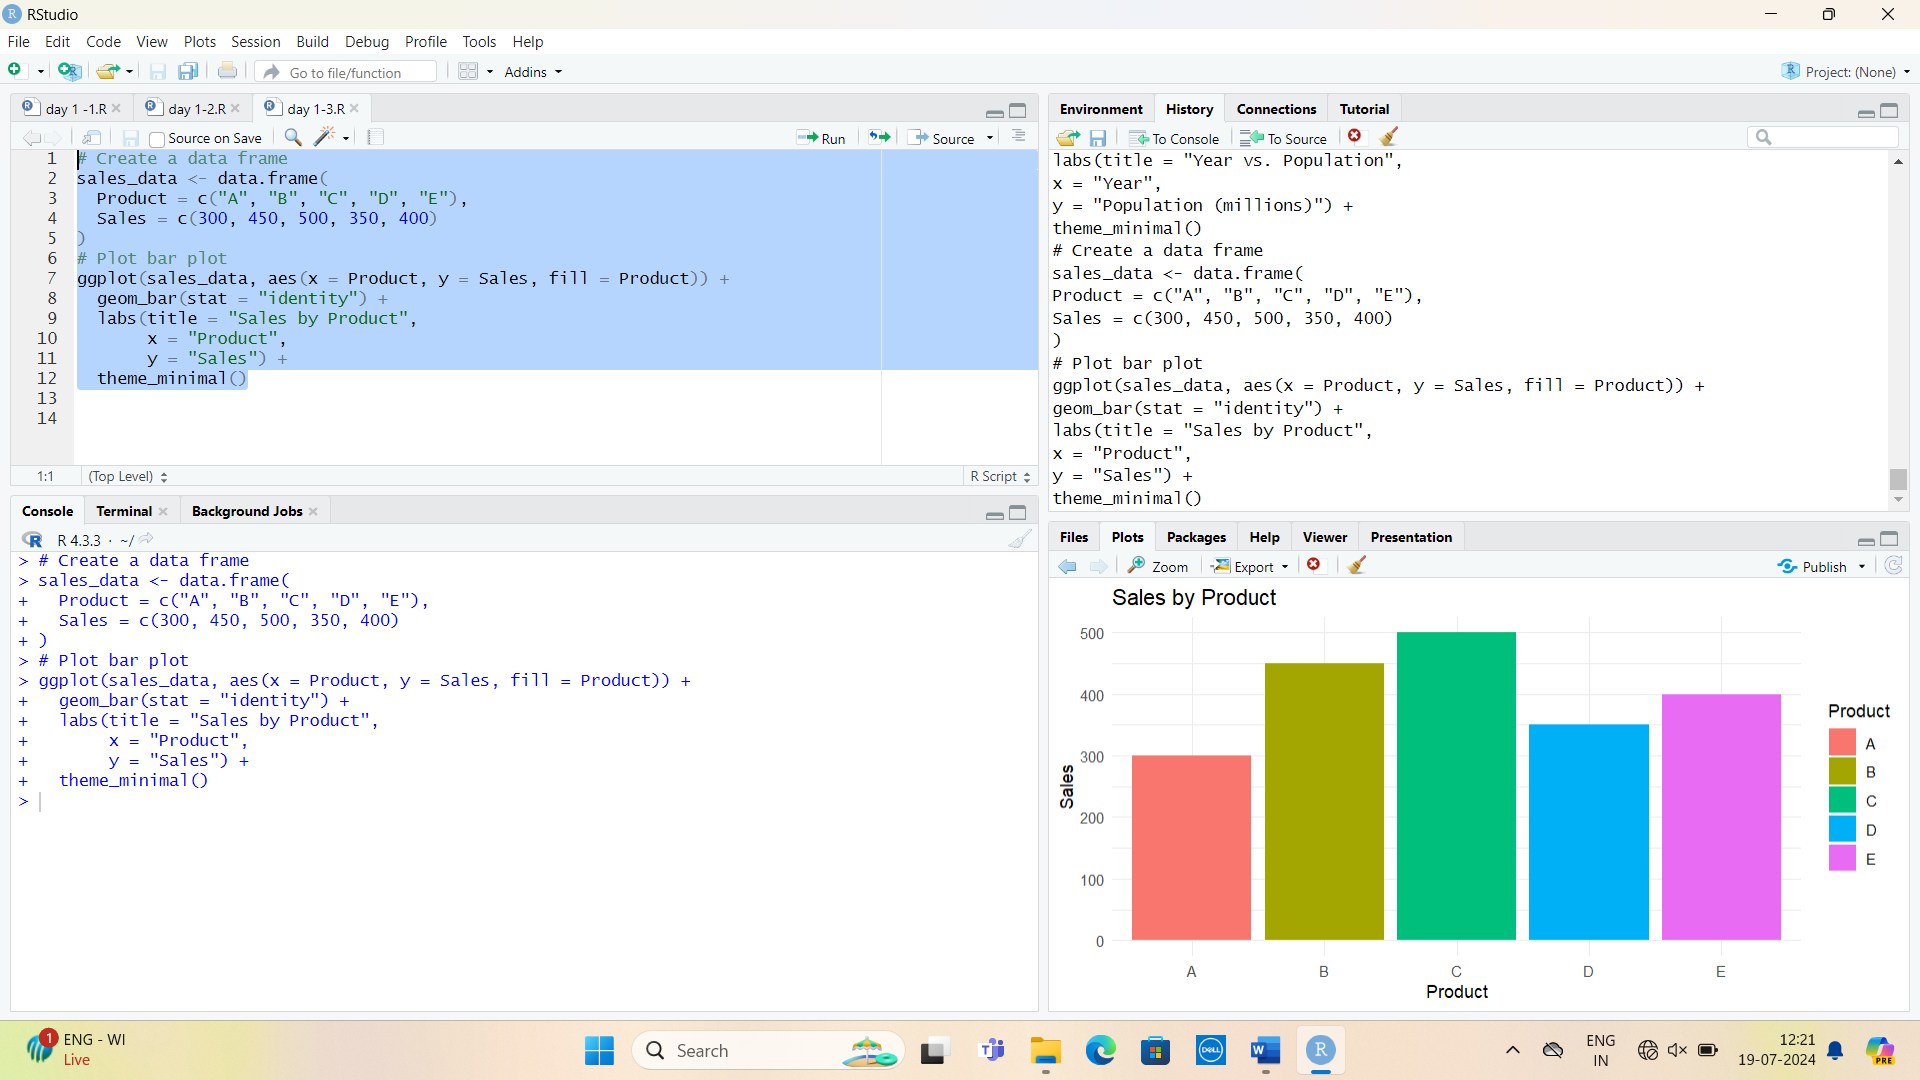 RStudio
File Edit Code View Plots Session Build Debug Profile Tools Help
Go to file/function Addins Project: (None)
day 1 -1.R day 1-2.R day 1-3.R
Source on Save Run Source
1 # Create a data frame
2 sales_data <- data.frame(
3   Product = c("A", "B", "C", "D", "E"),
4   Sales = c(300, 450, 500, 350, 400)
5 )
6 # Plot bar plot
7 ggplot(sales_data, aes(x = Product, y = Sales, fill = Product)) +
8   geom_bar(stat = "identity") +
9   labs(title = "Sales by Product",
10        x = "Product",
11        y = "Sales") +
12   theme_minimal()
13
14
1:1 (Top Level) R Script
Console Terminal Background Jobs
R 4.3.3 · ~/
> # Create a data frame
> sales_data <- data.frame(
+   Product = c("A", "B", "C", "D", "E"),
+   Sales = c(300, 450, 500, 350, 400)
+ )
> # Plot bar plot
> ggplot(sales_data, aes(x = Product, y = Sales, fill = Product)) +
+   geom_bar(stat = "identity") +
+   labs(title = "Sales by Product",
+        x = "Product",
+        y = "Sales") +
+   theme_minimal()
>
Environment History Connections Tutorial
To Console To Source
labs(title = "Year vs. Population",
x = "Year",
y = "Population (millions)") +
theme_minimal()
# Create a data frame
sales_data <- data.frame(
Product = c("A", "B", "C", "D", "E"),
Sales = c(300, 450, 500, 350, 400)
)
# Plot bar plot
ggplot(sales_data, aes(x = Product, y = Sales, fill = Product)) +
geom_bar(stat = "identity") +
labs(title = "Sales by Product",
x = "Product",
y = "Sales") +
theme_minimal()
Files Plots Packages Help Viewer Presentation
Zoom Export Publish
Sales by Product
500
400
300
200
100
0
Sales
A B C D E
Product
Product
A
B
C
D
E
1 ENG - WI
Live
Search
DELL
ENG
IN
12:21
19-07-2024
PRE